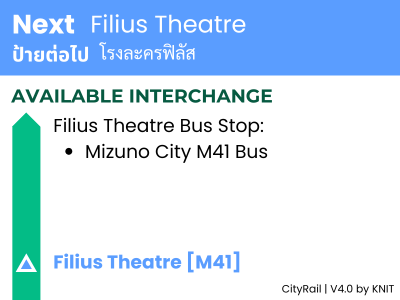 Next Filius Theatre
ป้ายต่อไป โรงละครฟิลัส
AVAILABLE INTERCHANGE
Filius Theatre Bus Stop:
• Mizuno City M41 Bus
Filius Theatre [M41]
CityRail | V4.0 by KNIT